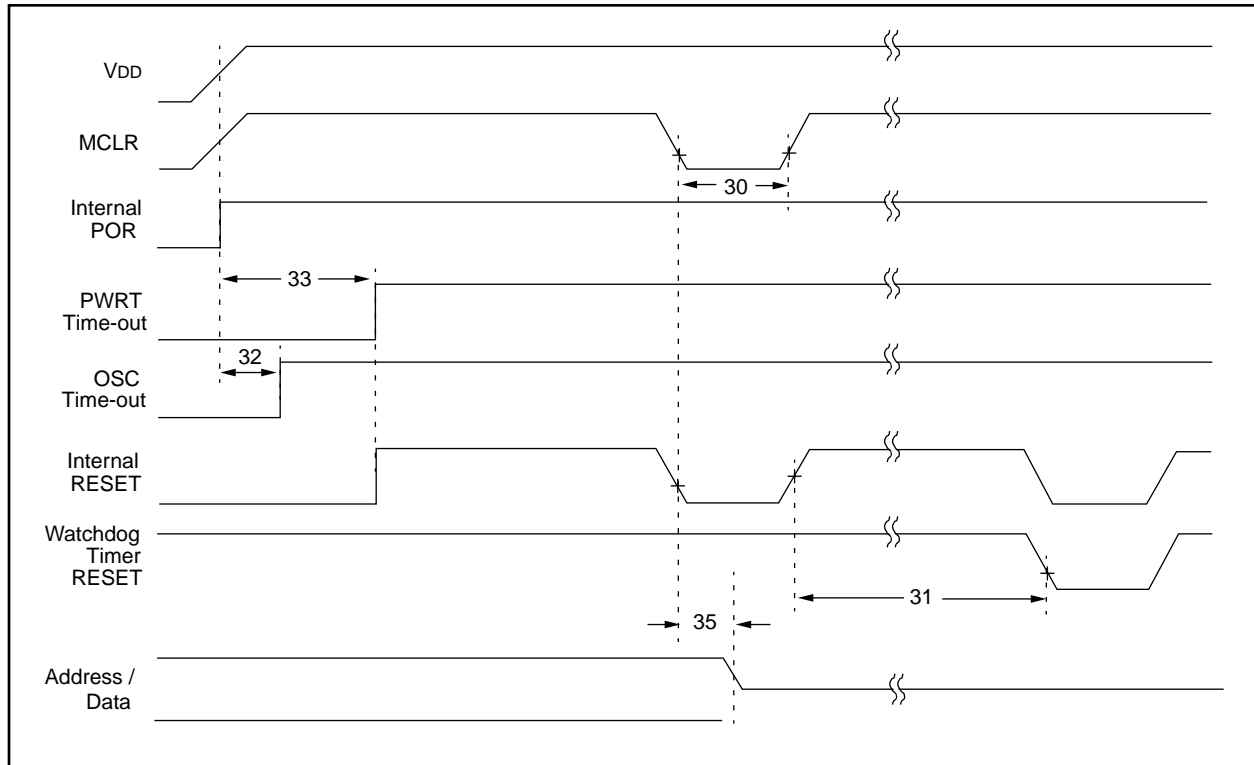 VDD
MCLR
30
Internal
POR
33
PWRT
Time-out
32
OSC
Time-out
Internal
RESET
Watchdog
Timer
RESET
31
35
Address /
Data